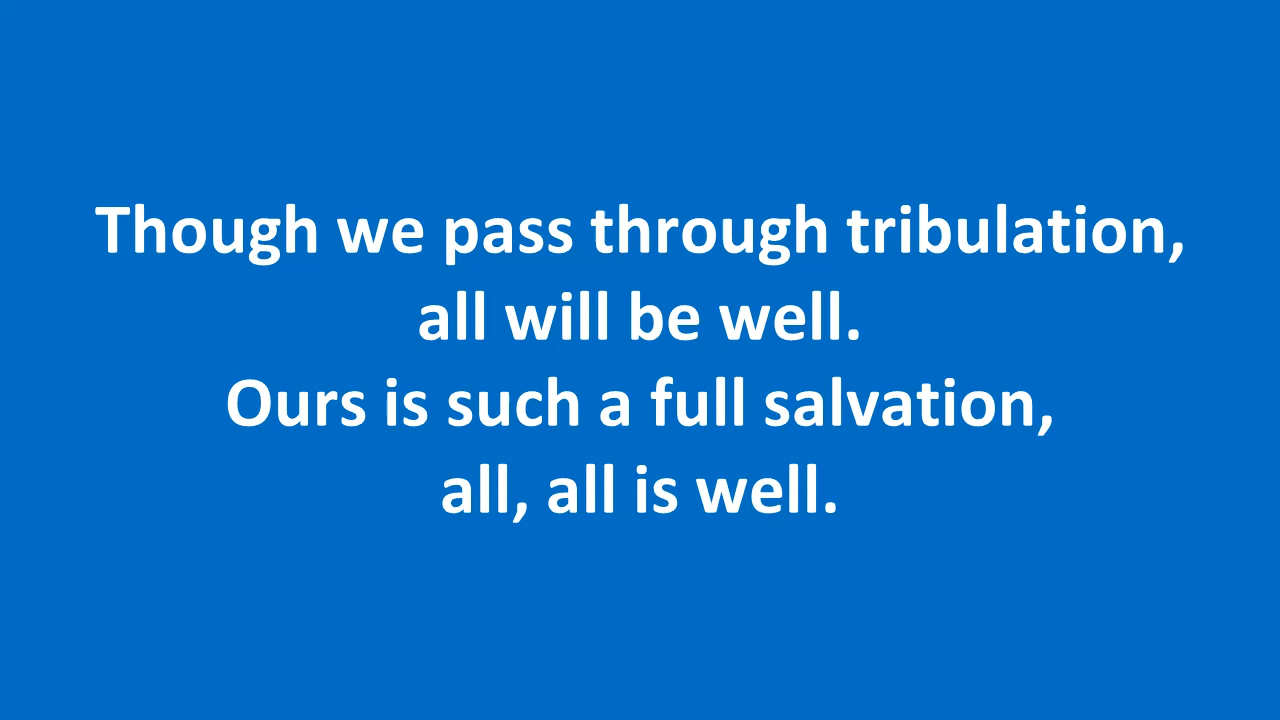 Though we pass through tribulation,
all will be well.
Ours is such a full salvation,
all, all is well.